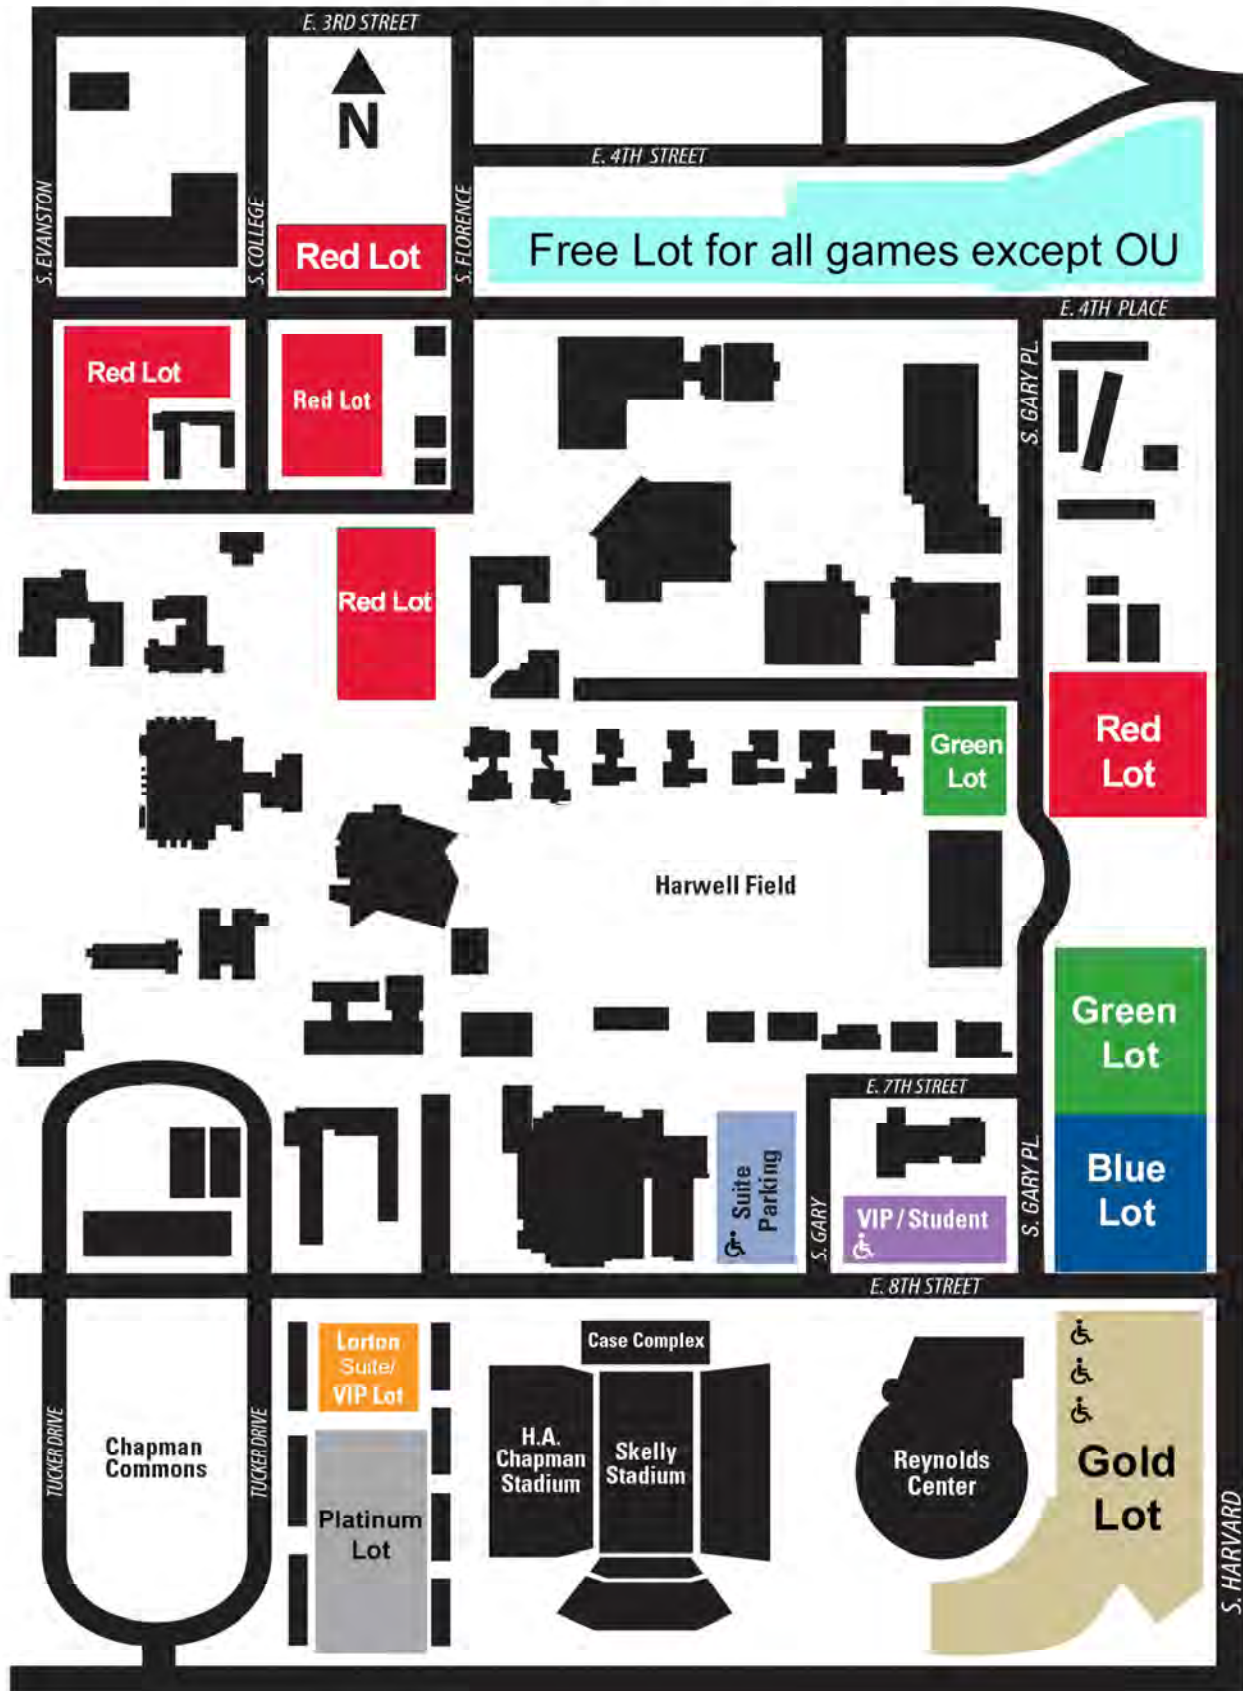 E. 3RD STREET
N
E. 4TH STREET
S. EVANSTON
S. COLLEGE
S. FLORENCE
Red Lot
Free Lot for all games except OU
E. 4TH PLACE
Red Lot
Red Lot
S. GARY PL.
Red Lot
Red
Lot
Green
Lot
Harwell Field
Green
Lot
E. 7TH STREET
Suite
Parking
S. GARY
VIP / Student
S. GARY PL.
Blue
Lot
E. 8TH STREET
Lorton
Suite/
VIP Lot
Case Complex
TUCKER DRIVE
Chapman
Commons
TUCKER DRIVE
Platinum
Lot
H.A.
Chapman
Stadium
Skelly
Stadium
Reynolds
Center
Gold
Lot
S. HARVARD